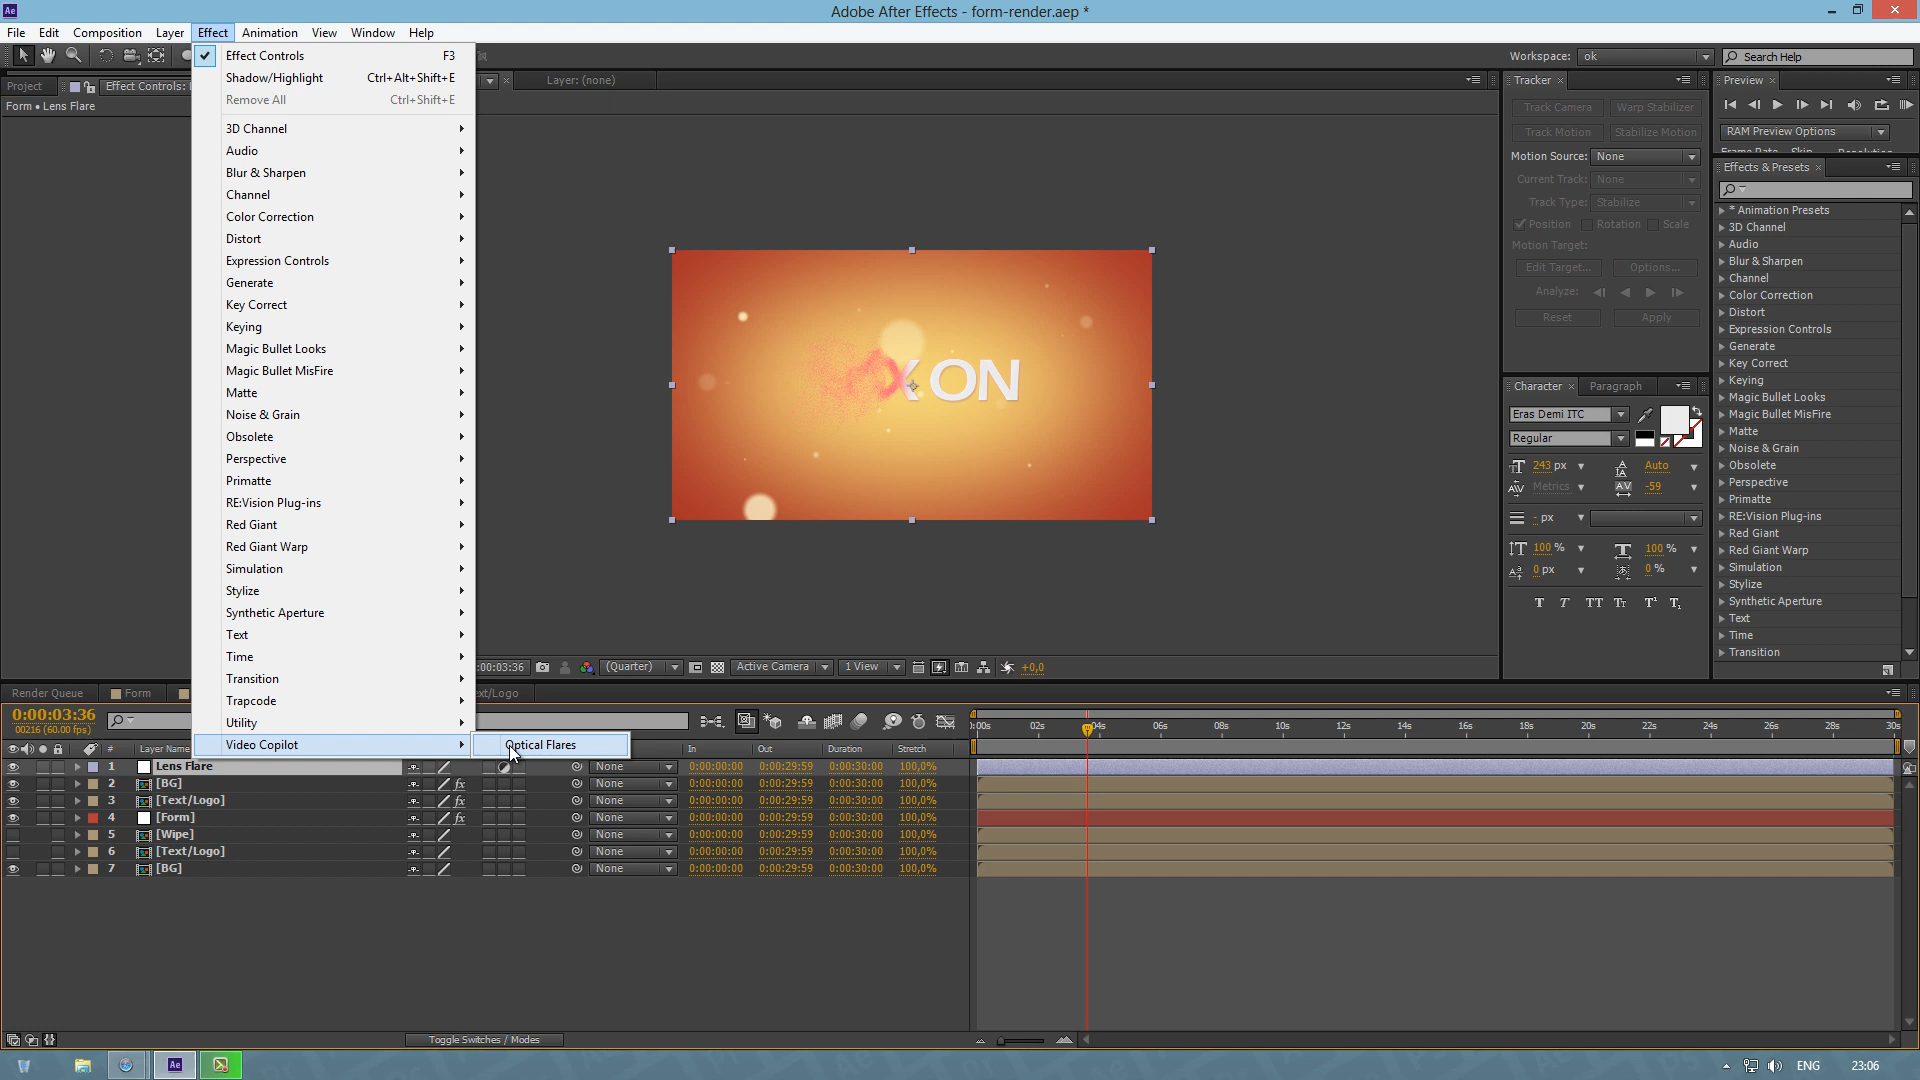 Ae
Adobe After Effects - form-render.aep *
File Edit Composition Layer Effect Animation View Window Help
Workspace: ok
Search Help
Project
Effect Controls:
Form • Lens Flare
Layer: (none)
Effect Controls F3
Shadow/Highlight Ctrl+Alt+Shift+E
Remove All Ctrl+Shift+E
3D Channel
Audio
Blur & Sharpen
Channel
Color Correction
Distort
Expression Controls
Generate
Key Correct
Keying
Magic Bullet Looks
Magic Bullet MisFire
Matte
Noise & Grain
Obsolete
Perspective
Primatte
RE:Vision Plug-ins
Red Giant
Red Giant Warp
Simulation
Stylize
Synthetic Aperture
Text
Time
Transition
Trapcode
Utility
Video Copilot
Optical Flares
XON
:00:03:36 (Quarter) Active Camera 1 View +0,0
Tracker
Track Camera Warp Stabilizer
Track Motion Stabilize Motion
Motion Source: None
Current Track: None
Track Type: Stabilize
Position Rotation Scale
Motion Target:
Edit Target... Options...
Analyze:
Reset Apply
Character Paragraph
Eras Demi ITC
Regular
243 px Auto
Metrics -59
- px
100 % 100 %
0 px 0 %
T T TT Tt T¹ T₁
Preview
RAM Preview Options
Frame Rate Skip Resolution
Effects & Presets
* Animation Presets
3D Channel
Audio
Blur & Sharpen
Channel
Color Correction
Distort
Expression Controls
Generate
Key Correct
Keying
Magic Bullet Looks
Magic Bullet MisFire
Matte
Noise & Grain
Obsolete
Perspective
Primatte
RE:Vision Plug-ins
Red Giant
Red Giant Warp
Simulation
Stylize
Synthetic Aperture
Text
Time
Transition
Render Queue Form ext/Logo
0:00:03:36
00216 (60.00 fps)
:00s 02s 04s 06s 08s 10s 12s 14s 16s 18s 20s 22s 24s 26s 28s 30s
# Layer Name In Out Duration Stretch
1 Lens Flare None 0:00:00:00 0:00:29:59 0:00:30:00 100,0%
2 [BG] fx None 0:00:00:00 0:00:29:59 0:00:30:00 100,0%
3 [Text/Logo] fx None 0:00:00:00 0:00:29:59 0:00:30:00 100,0%
4 [Form] fx None 0:00:00:00 0:00:29:59 0:00:30:00 100,0%
5 [Wipe] None 0:00:00:00 0:00:29:59 0:00:30:00 100,0%
6 [Text/Logo] None 0:00:00:00 0:00:29:59 0:00:30:00 100,0%
7 [BG] None 0:00:00:00 0:00:29:59 0:00:30:00 100,0%
Toggle Switches / Modes
Ae
ENG 23:06